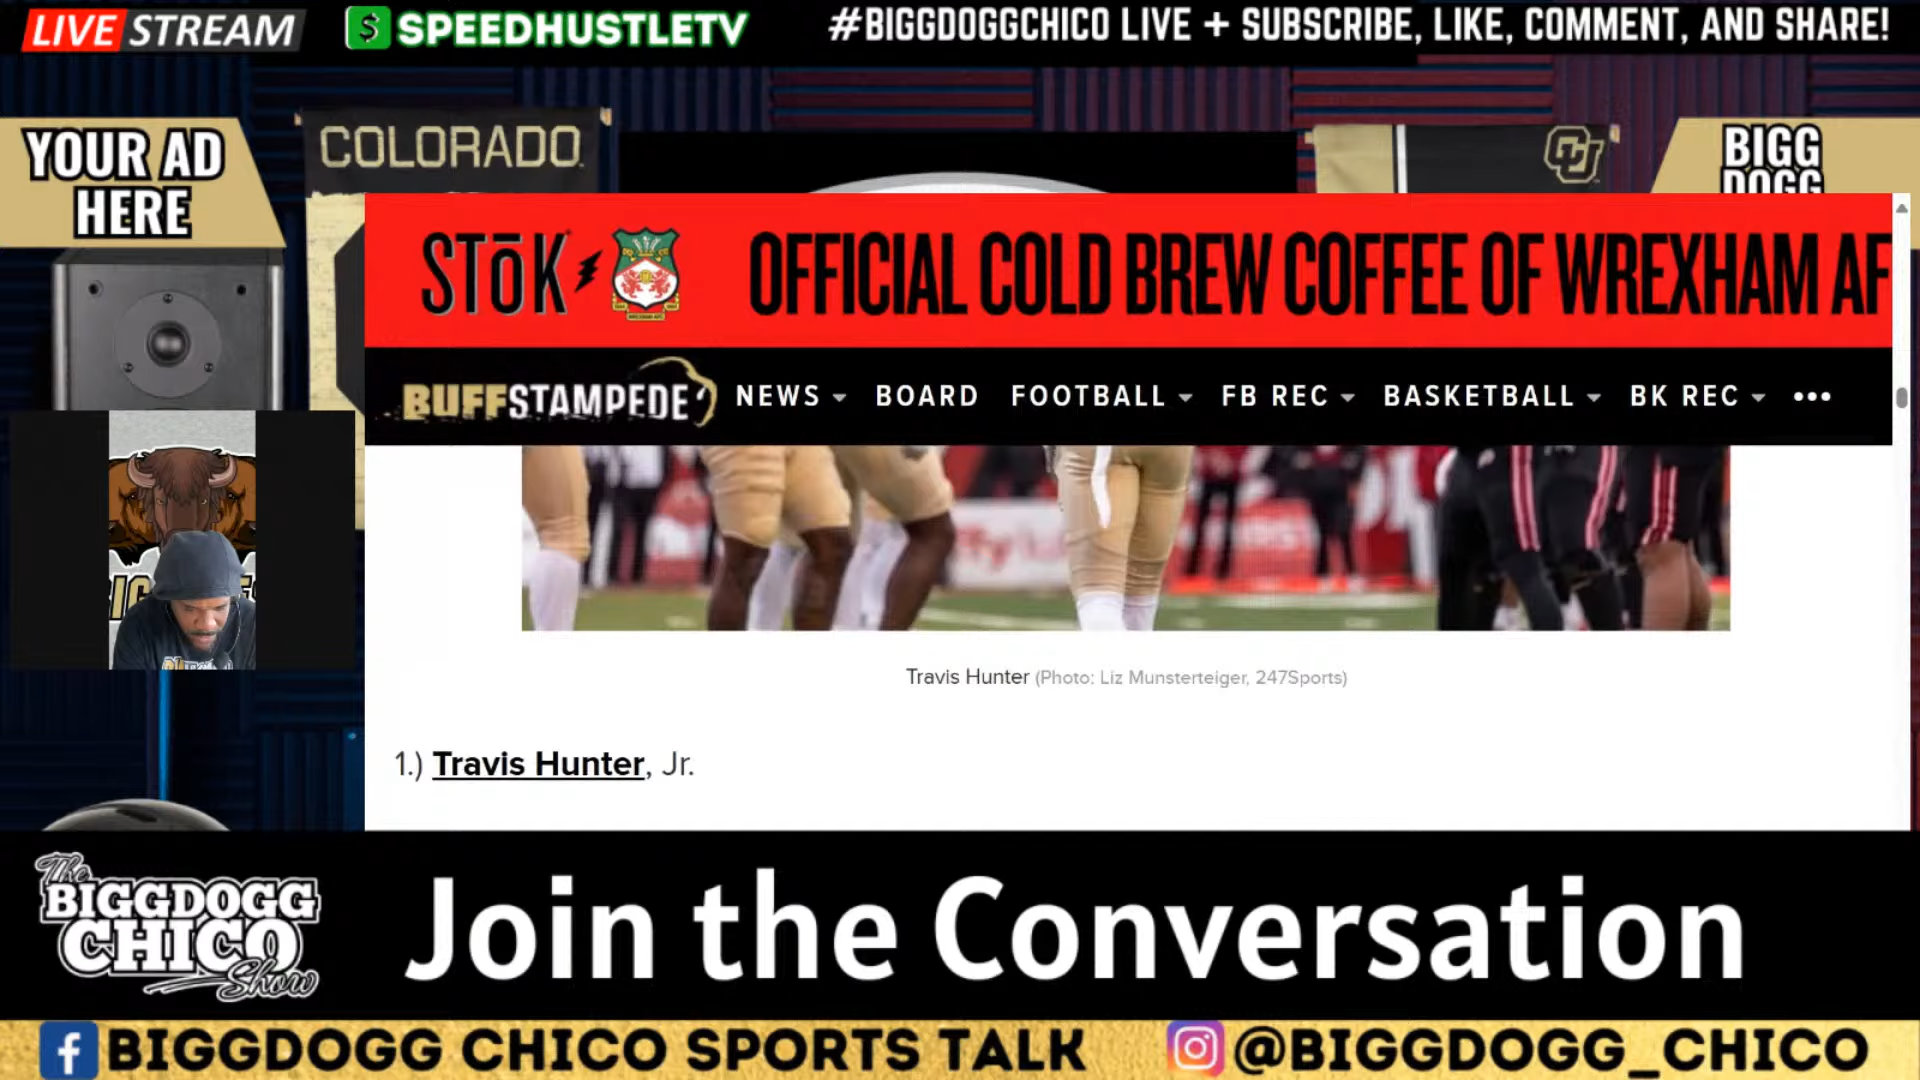 LIVE STREAM
$ SPEEDHUSTLETV
#BIGGDOGGCHICO LIVE + SUBSCRIBE, LIKE, COMMENT, AND SHARE!
YOUR AD
HERE
COLORADO
CU
BIGG
DOGG
STōK
OFFICIAL COLD BREW COFFEE OF WREXHAM AF
BUFFSTAMPEDE
NEWS
BOARD
FOOTBALL
FB REC
BASKETBALL
BK REC
•••
Travis Hunter (Photo: Liz Munsterteiger, 247Sports)
1.) Travis Hunter, Jr.
The
BIGGDOGG
CHICO
Show
Join the Conversation
BIGGDOGG CHICO SPORTS TALK
@BIGGDOGG_CHICO